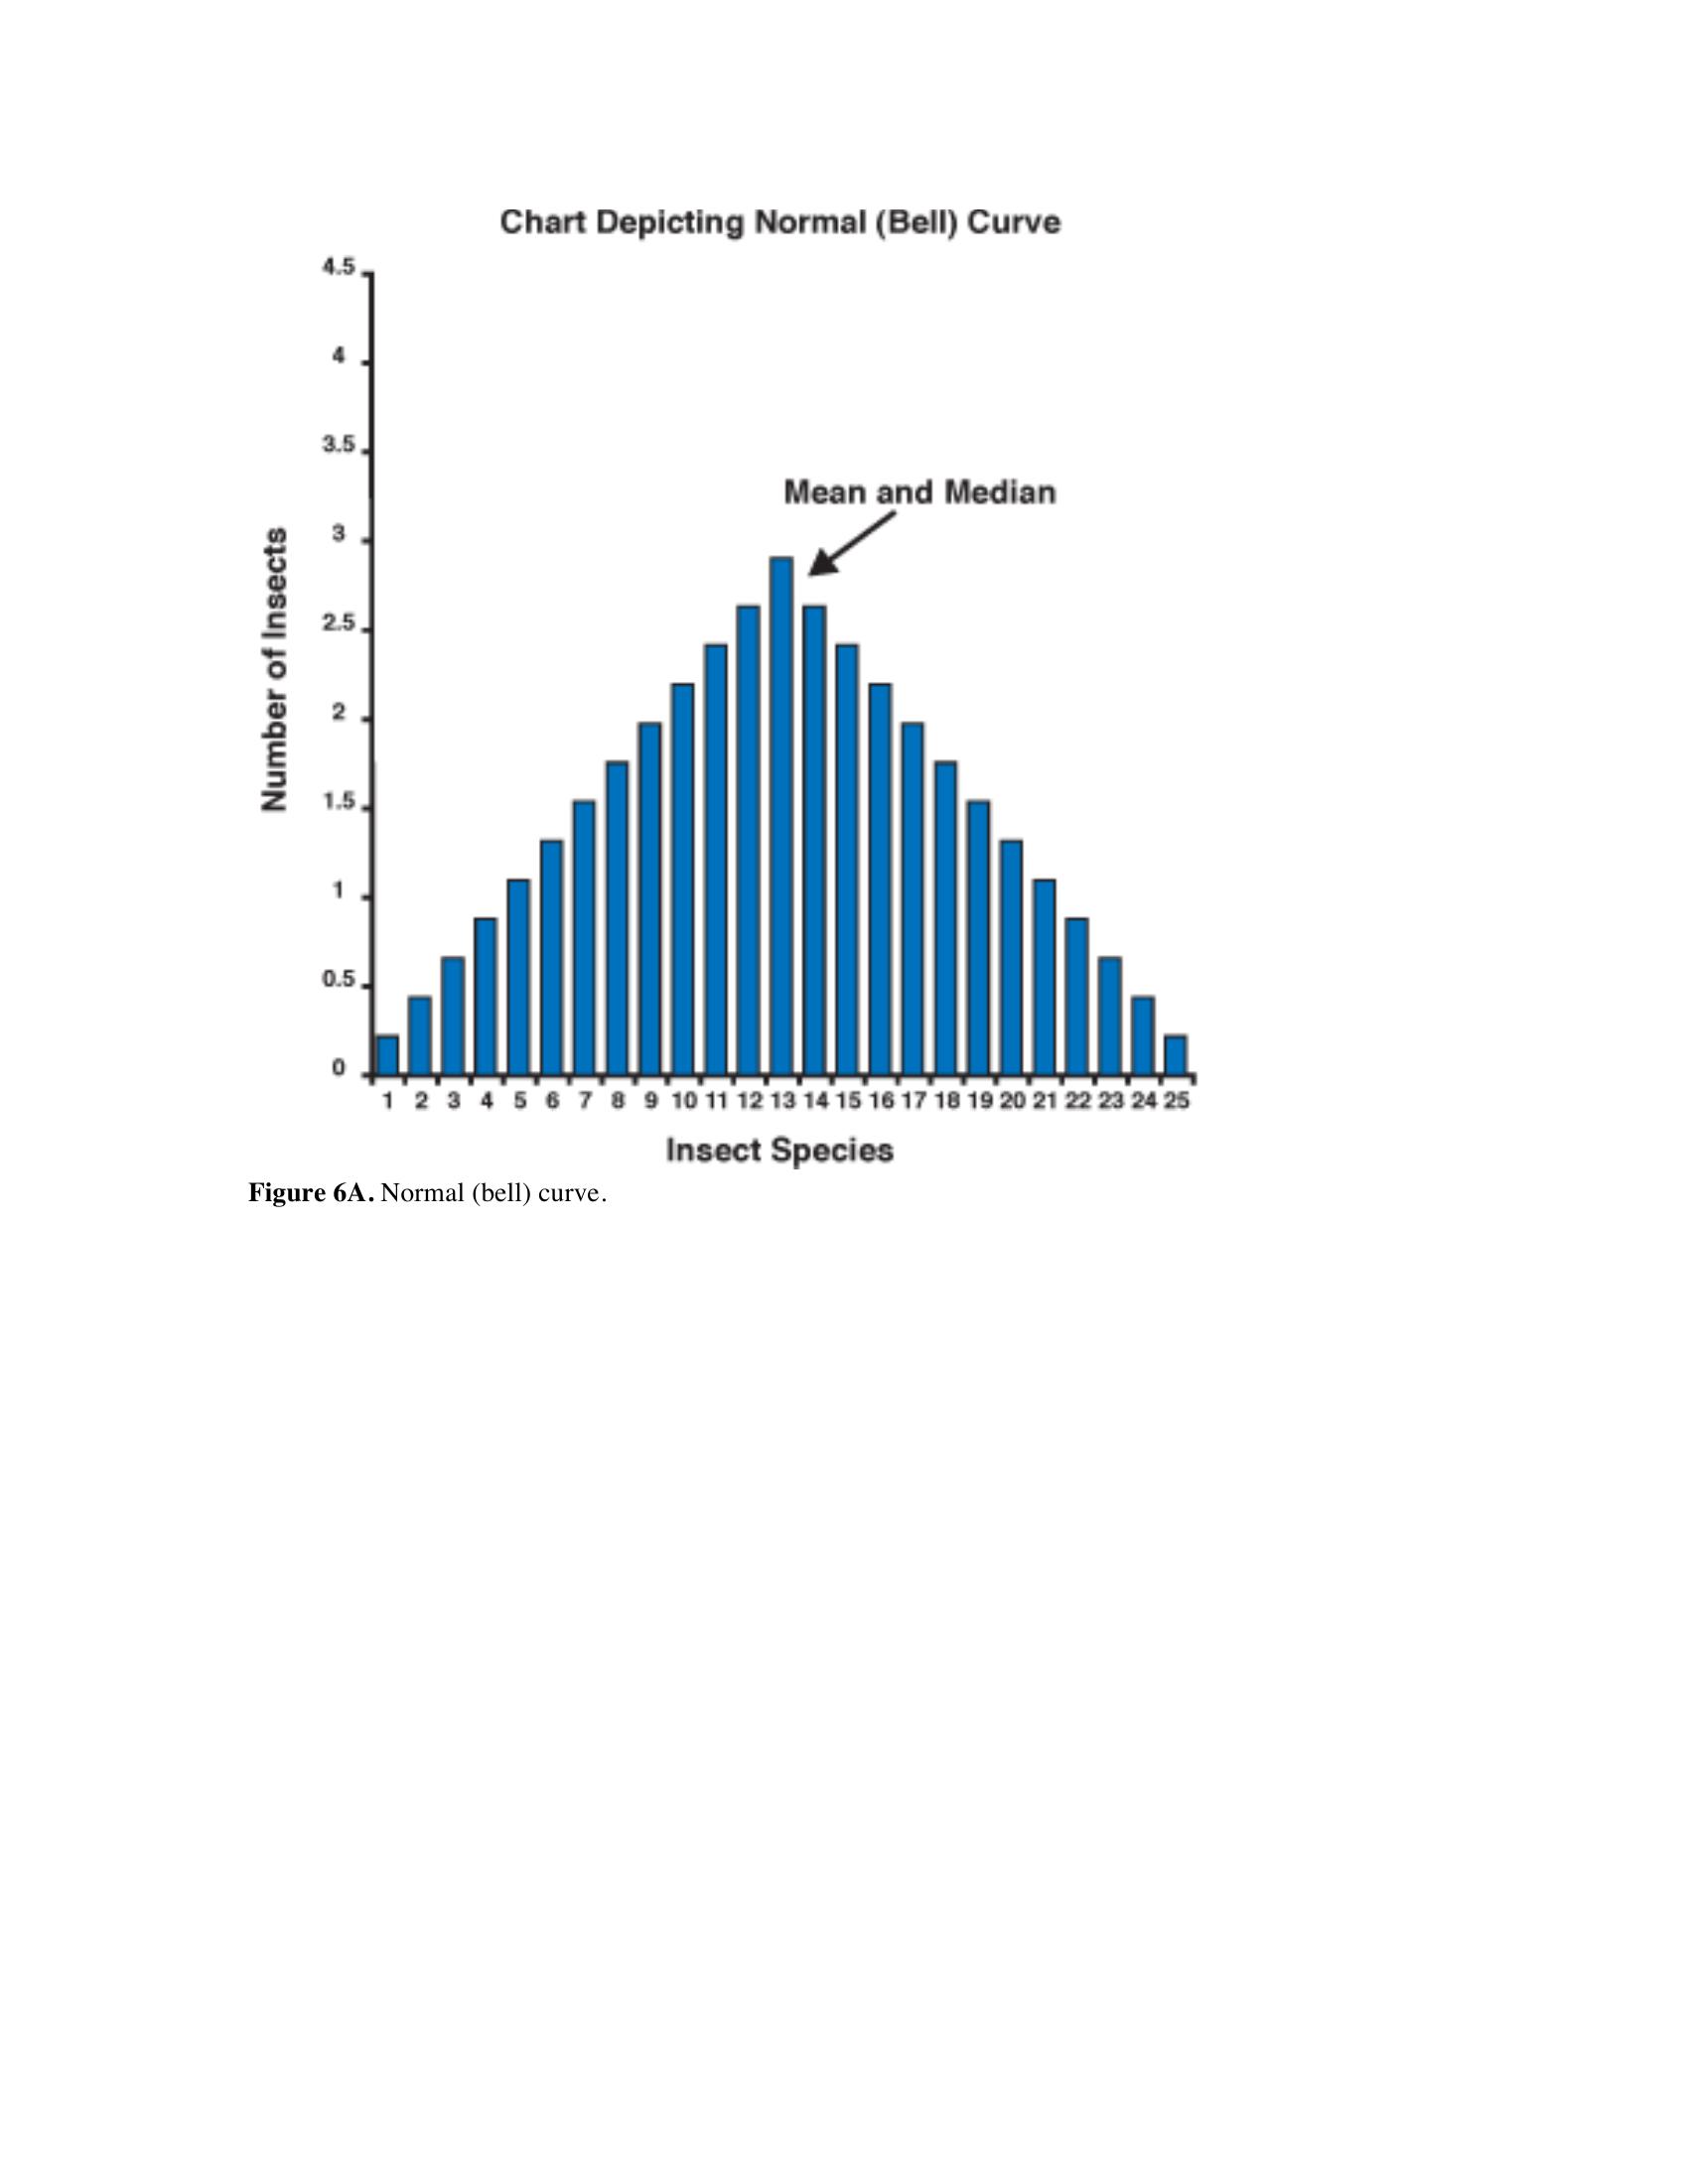 Chart Depicting Normal (Bell) Curve
4.5
4
3.5
Mean and Median
3
2.5
2
1.5
1
0.5
0
Number of Insects
1 2 3 4 5 6 7 8 9 10 11 12 13 14 15 16 17 18 19 20 21 22 23 24 25
Insect Species
Figure 6A. Normal (bell) curve.